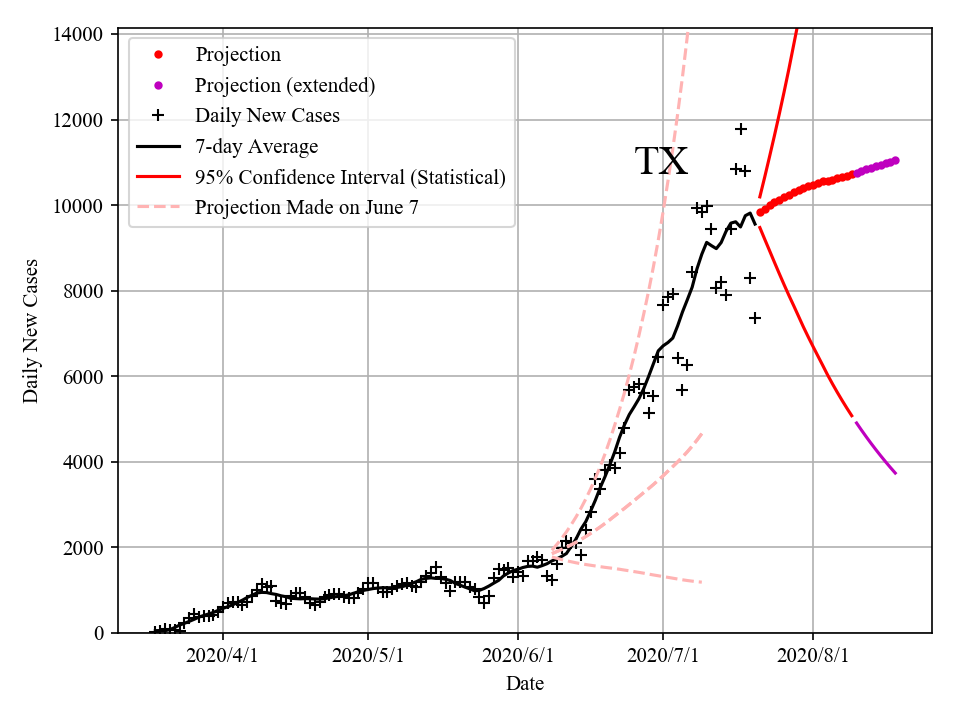 14000
12000
10000
8000
6000
4000
2000
0
Daily New Cases
Projection
Projection (extended)
Daily New Cases
7-day Average
95% Confidence Interval (Statistical)
Projection Made on June 7
TX
2020/4/1
2020/5/1
2020/6/1
2020/7/1
2020/8/1
Date